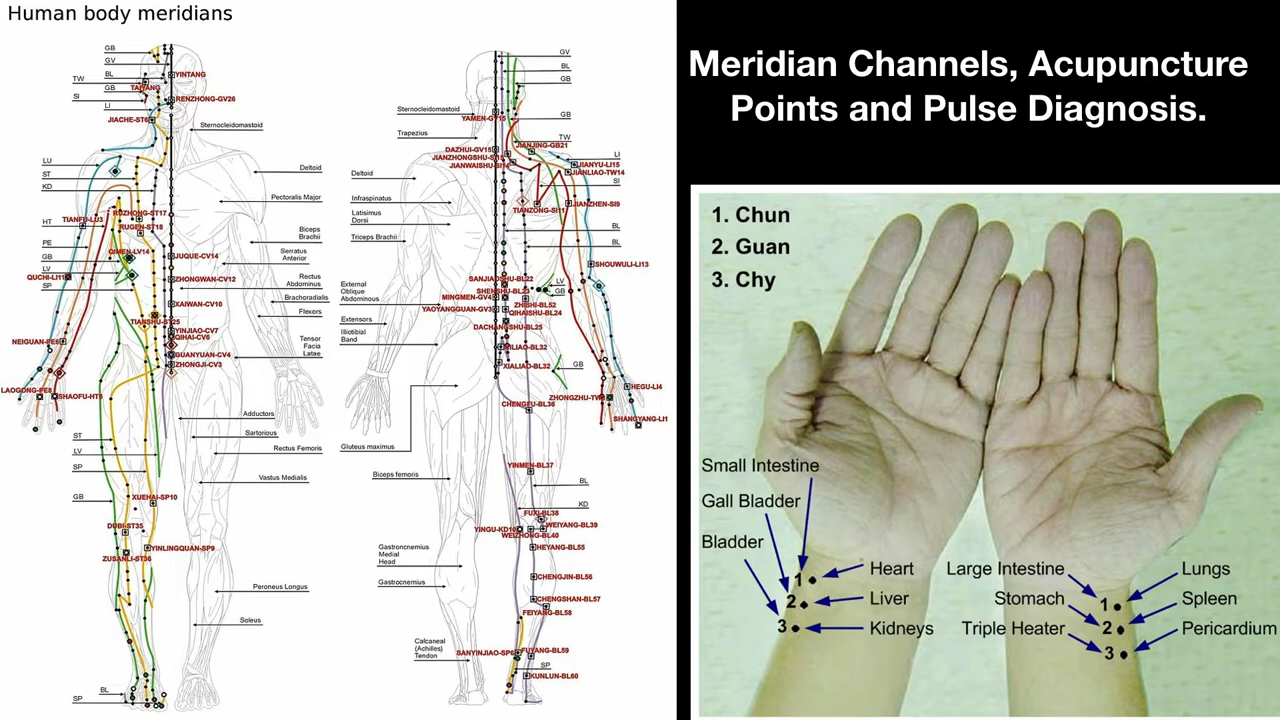 Human body meridians
GB
GV
BL
TW
YINTANG
TAIYANG
GB
SI
LI
RENZHONG-GV26
JIACHE-ST6
Sternocleidomastoid
LU
ST
KD
Deltoid
Pectoralis Major
RUZHONG-ST17
TIANFU-LU3
HT
RUGEN-ST18
Biceps
Brachii
PE
QIMEN-LV14
JUQUE-CV14
Serratus
Anterior
GB
LV
QUCHI-LI11
SP
ZHONGWAN-CV12
Rectus
Abdominus
XAIWAN-CV10
Brachoradialis
Flexors
TIANSHU-ST25
YINJIAO-CV7
QIHAI-CV6
NEIGUAN-PE6
GUANYUAN-CV4
ZHONGJI-CV3
Tensor
Facia
Latae
LAOGONG-PE8
SHAOFU-HT8
Adductors
ST
Sartorious
LV
Rectus Femoris
SP
Vastus Medialis
GB
XUEHAI-SP10
DUBI-ST35
YINLINGQUAN-SP9
ZUSANLI-ST36
Peroneus Longus
Soleus
BL
SP
GV
BL
GB
Sternocleidomastoid
YAMEN-GV15
GB
Trapezius
TW
DAZHUI-GV15
JIANJING-GB21
LI
JIANWAISHU-SI14
JIANYU-LI15
JIANLIAO-TW14
Deltoid
SI
Infraspinatus
TIANZONG-SI11
JIANZHEN-SI9
Latisimus
Dorsi
BL
Triceps Brachii
BL
SHOUWULI-LI13
SANJIAOSHU-BL22
LV
GB
SHENSHU-BL23
MINGMEN-GV4
External
Oblique
Abdominous
ZHISHI-BL52
YAOYANGGUAN-GV3
QIHAISHU-BL24
Extensors
DACHANGSHU-BL25
Illiotibial
Band
XIALIAO-BL32
GB
HEGU-LI4
CHENGFU-BL36
SHANGYANG-LI1
Gluteus maximus
YINMEN-BL37
Biceps femoris
BL
KD
FUXI-BL38
YINGU-KD10
WEIYANG-BL39
WEIZHONG-BL40
Gastroncnemius
Medial
Head
HEYANG-BL55
Gastrocnemius
CHENGJIN-BL56
CHENGSHAN-BL57
FEIYANG-BL58
Calcaneal
(Achilles)
Tendon
SANYINJIAO-SP6
FUYANG-BL59
SP
KUNLUN-BL60
Meridian Channels, Acupuncture
Points and Pulse Diagnosis.
1. Chun
2. Guan
3. Chy
Small Intestine
Gall Bladder
Bladder
1
2
3
Heart
Liver
Kidneys
Large Intestine
Stomach
Triple Heater
1
2
3
Lungs
Spleen
Pericardium